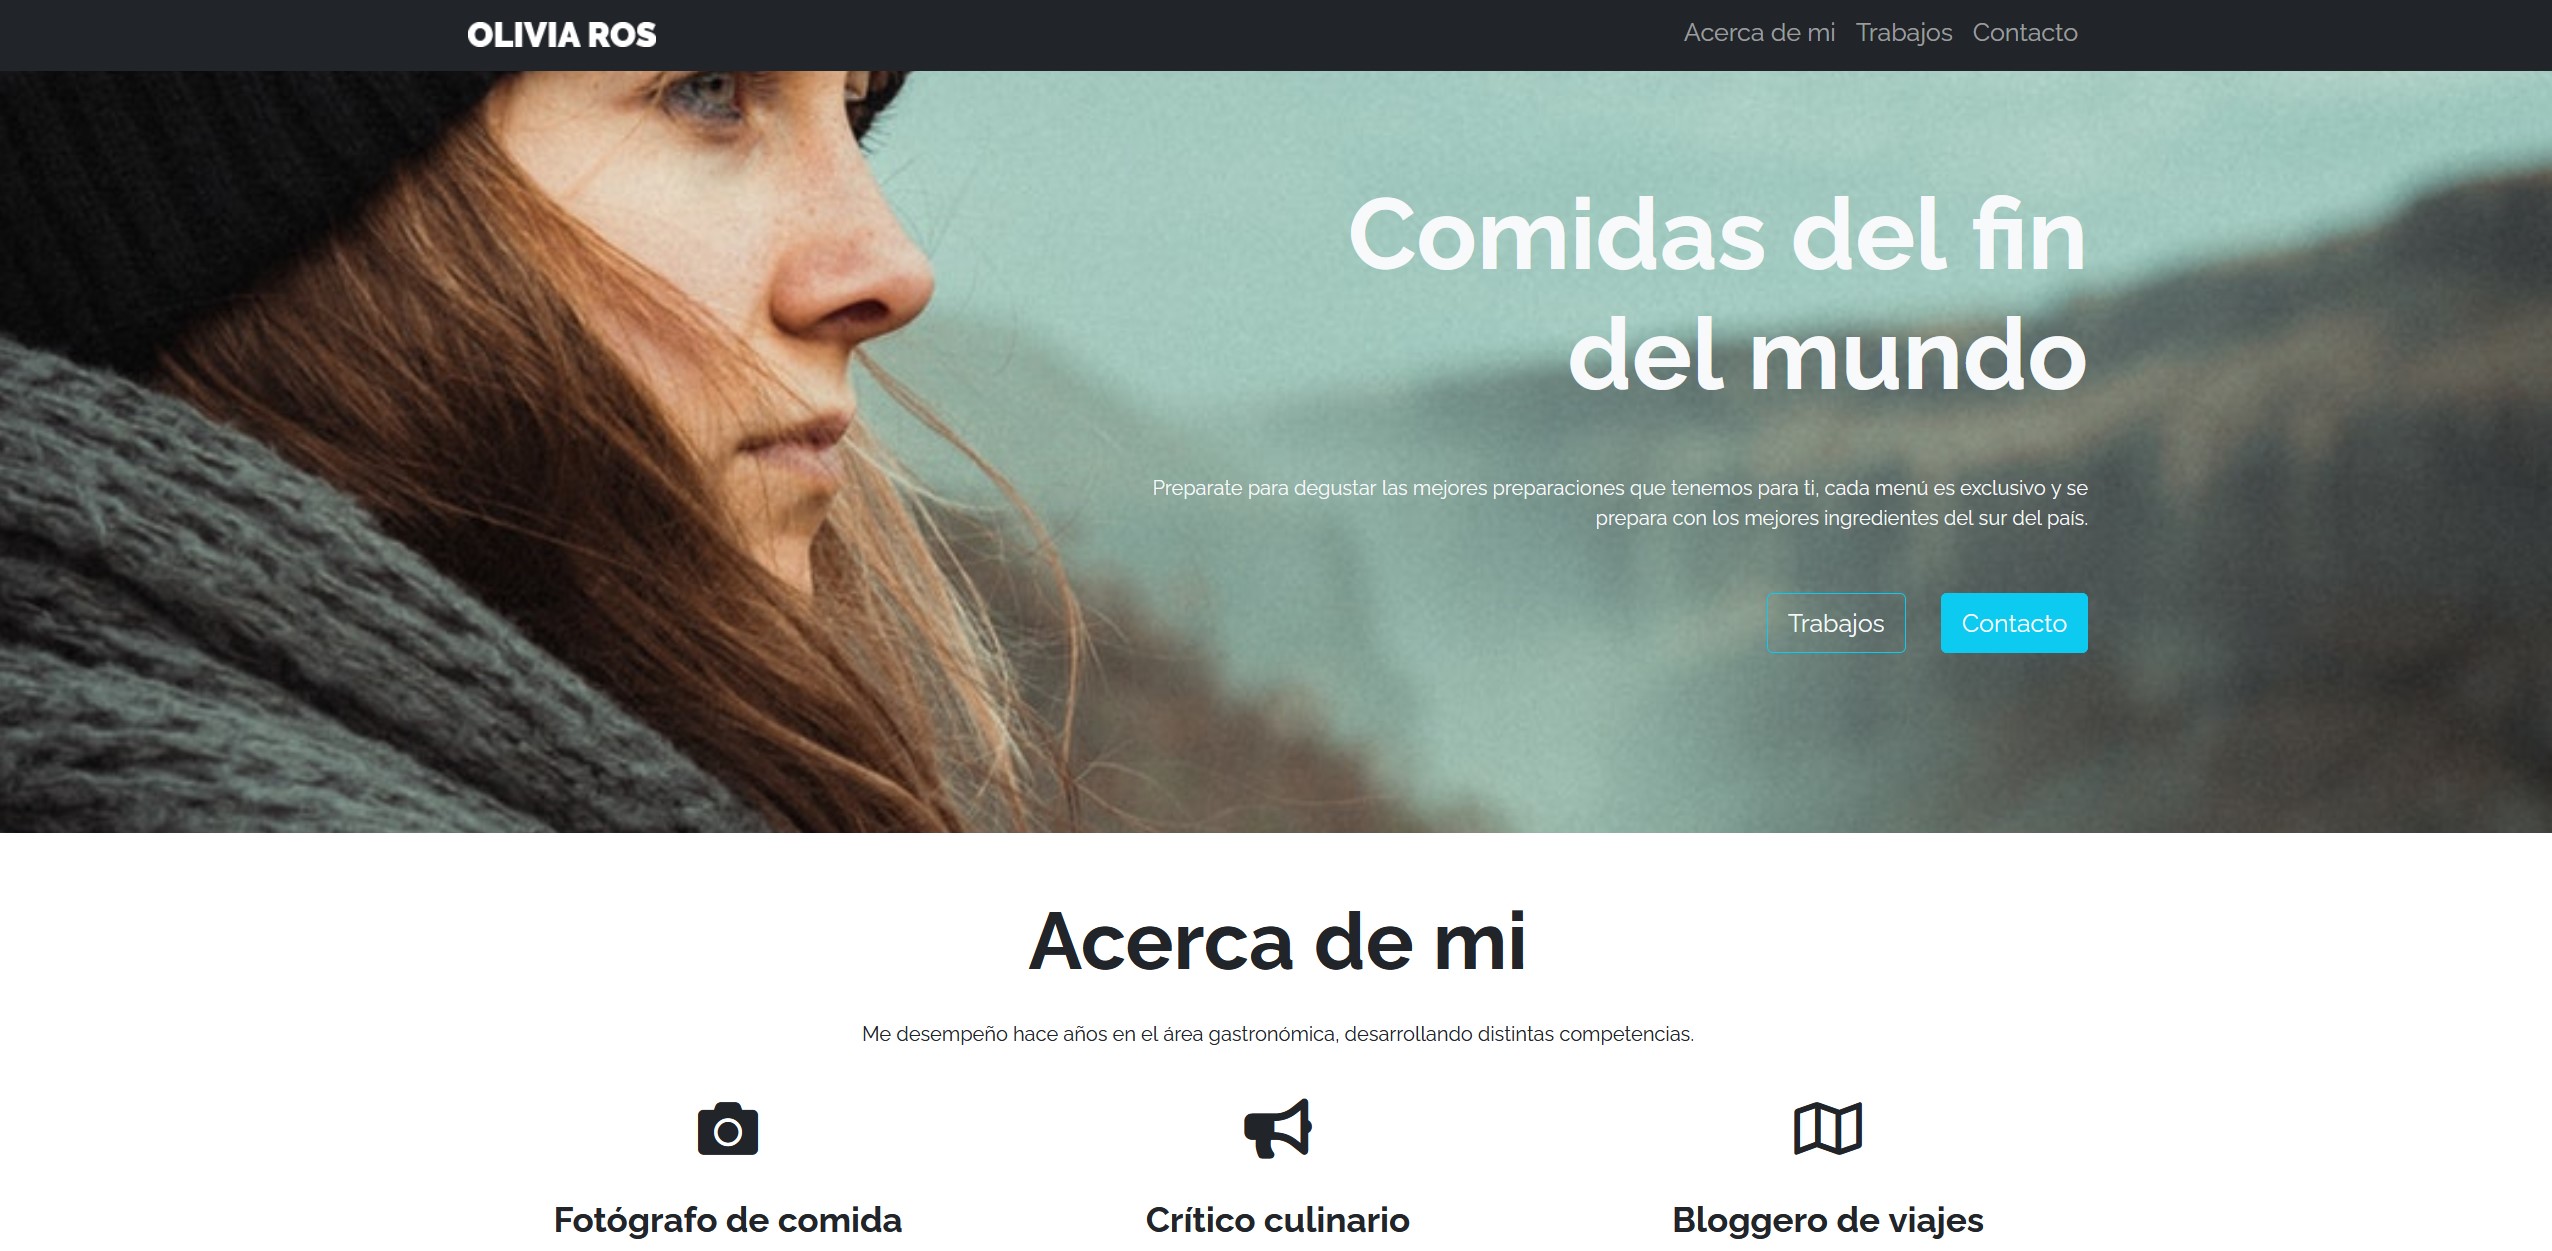 OLIVIA ROS
Acerca de mi Trabajos Contacto
Comidas del fin
del mundo
Preparate para degustar las mejores preparaciones que tenemos para ti, cada menú es exclusivo y se
prepara con los mejores ingredientes del sur del país.
Trabajos Contacto
Acerca de mi
Me desempeño hace años en el área gastronómica, desarrollando distintas competencias.
Fotógrafo de comida
Crítico culinario
Bloggero de viajes